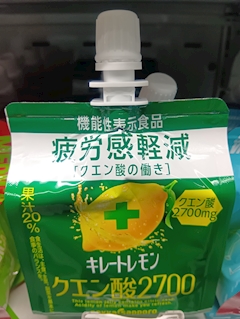 機能性表示食品
疲労感軽減
[クエン酸の働き]
クエン酸
2700mg
果汁20%
キレートレモン
クエン酸2700